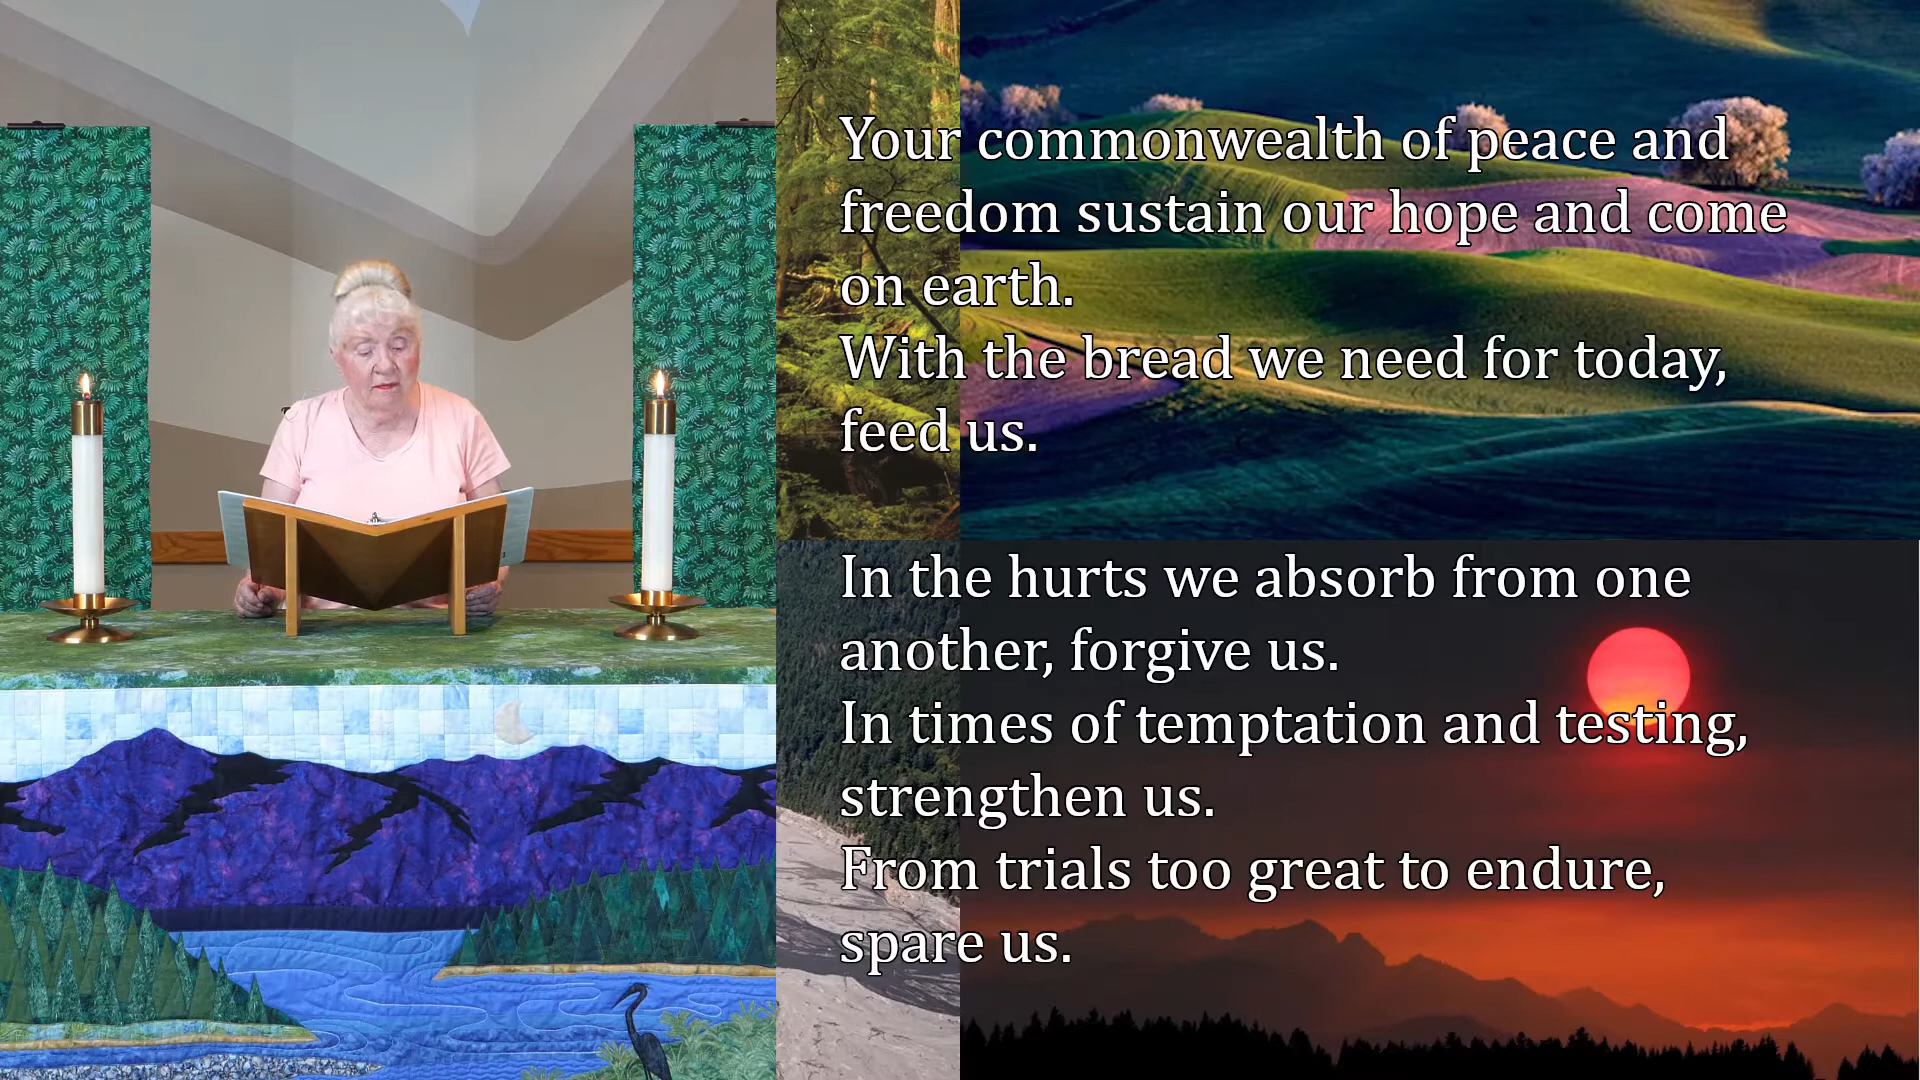 Your commonwealth of peace and
freedom sustain our hope and come
on earth.
With the bread we need for today,
feed us.
In the hurts we absorb from one
another, forgive us.
In times of temptation and testing,
strengthen us.
From trials too great to endure,
spare us.